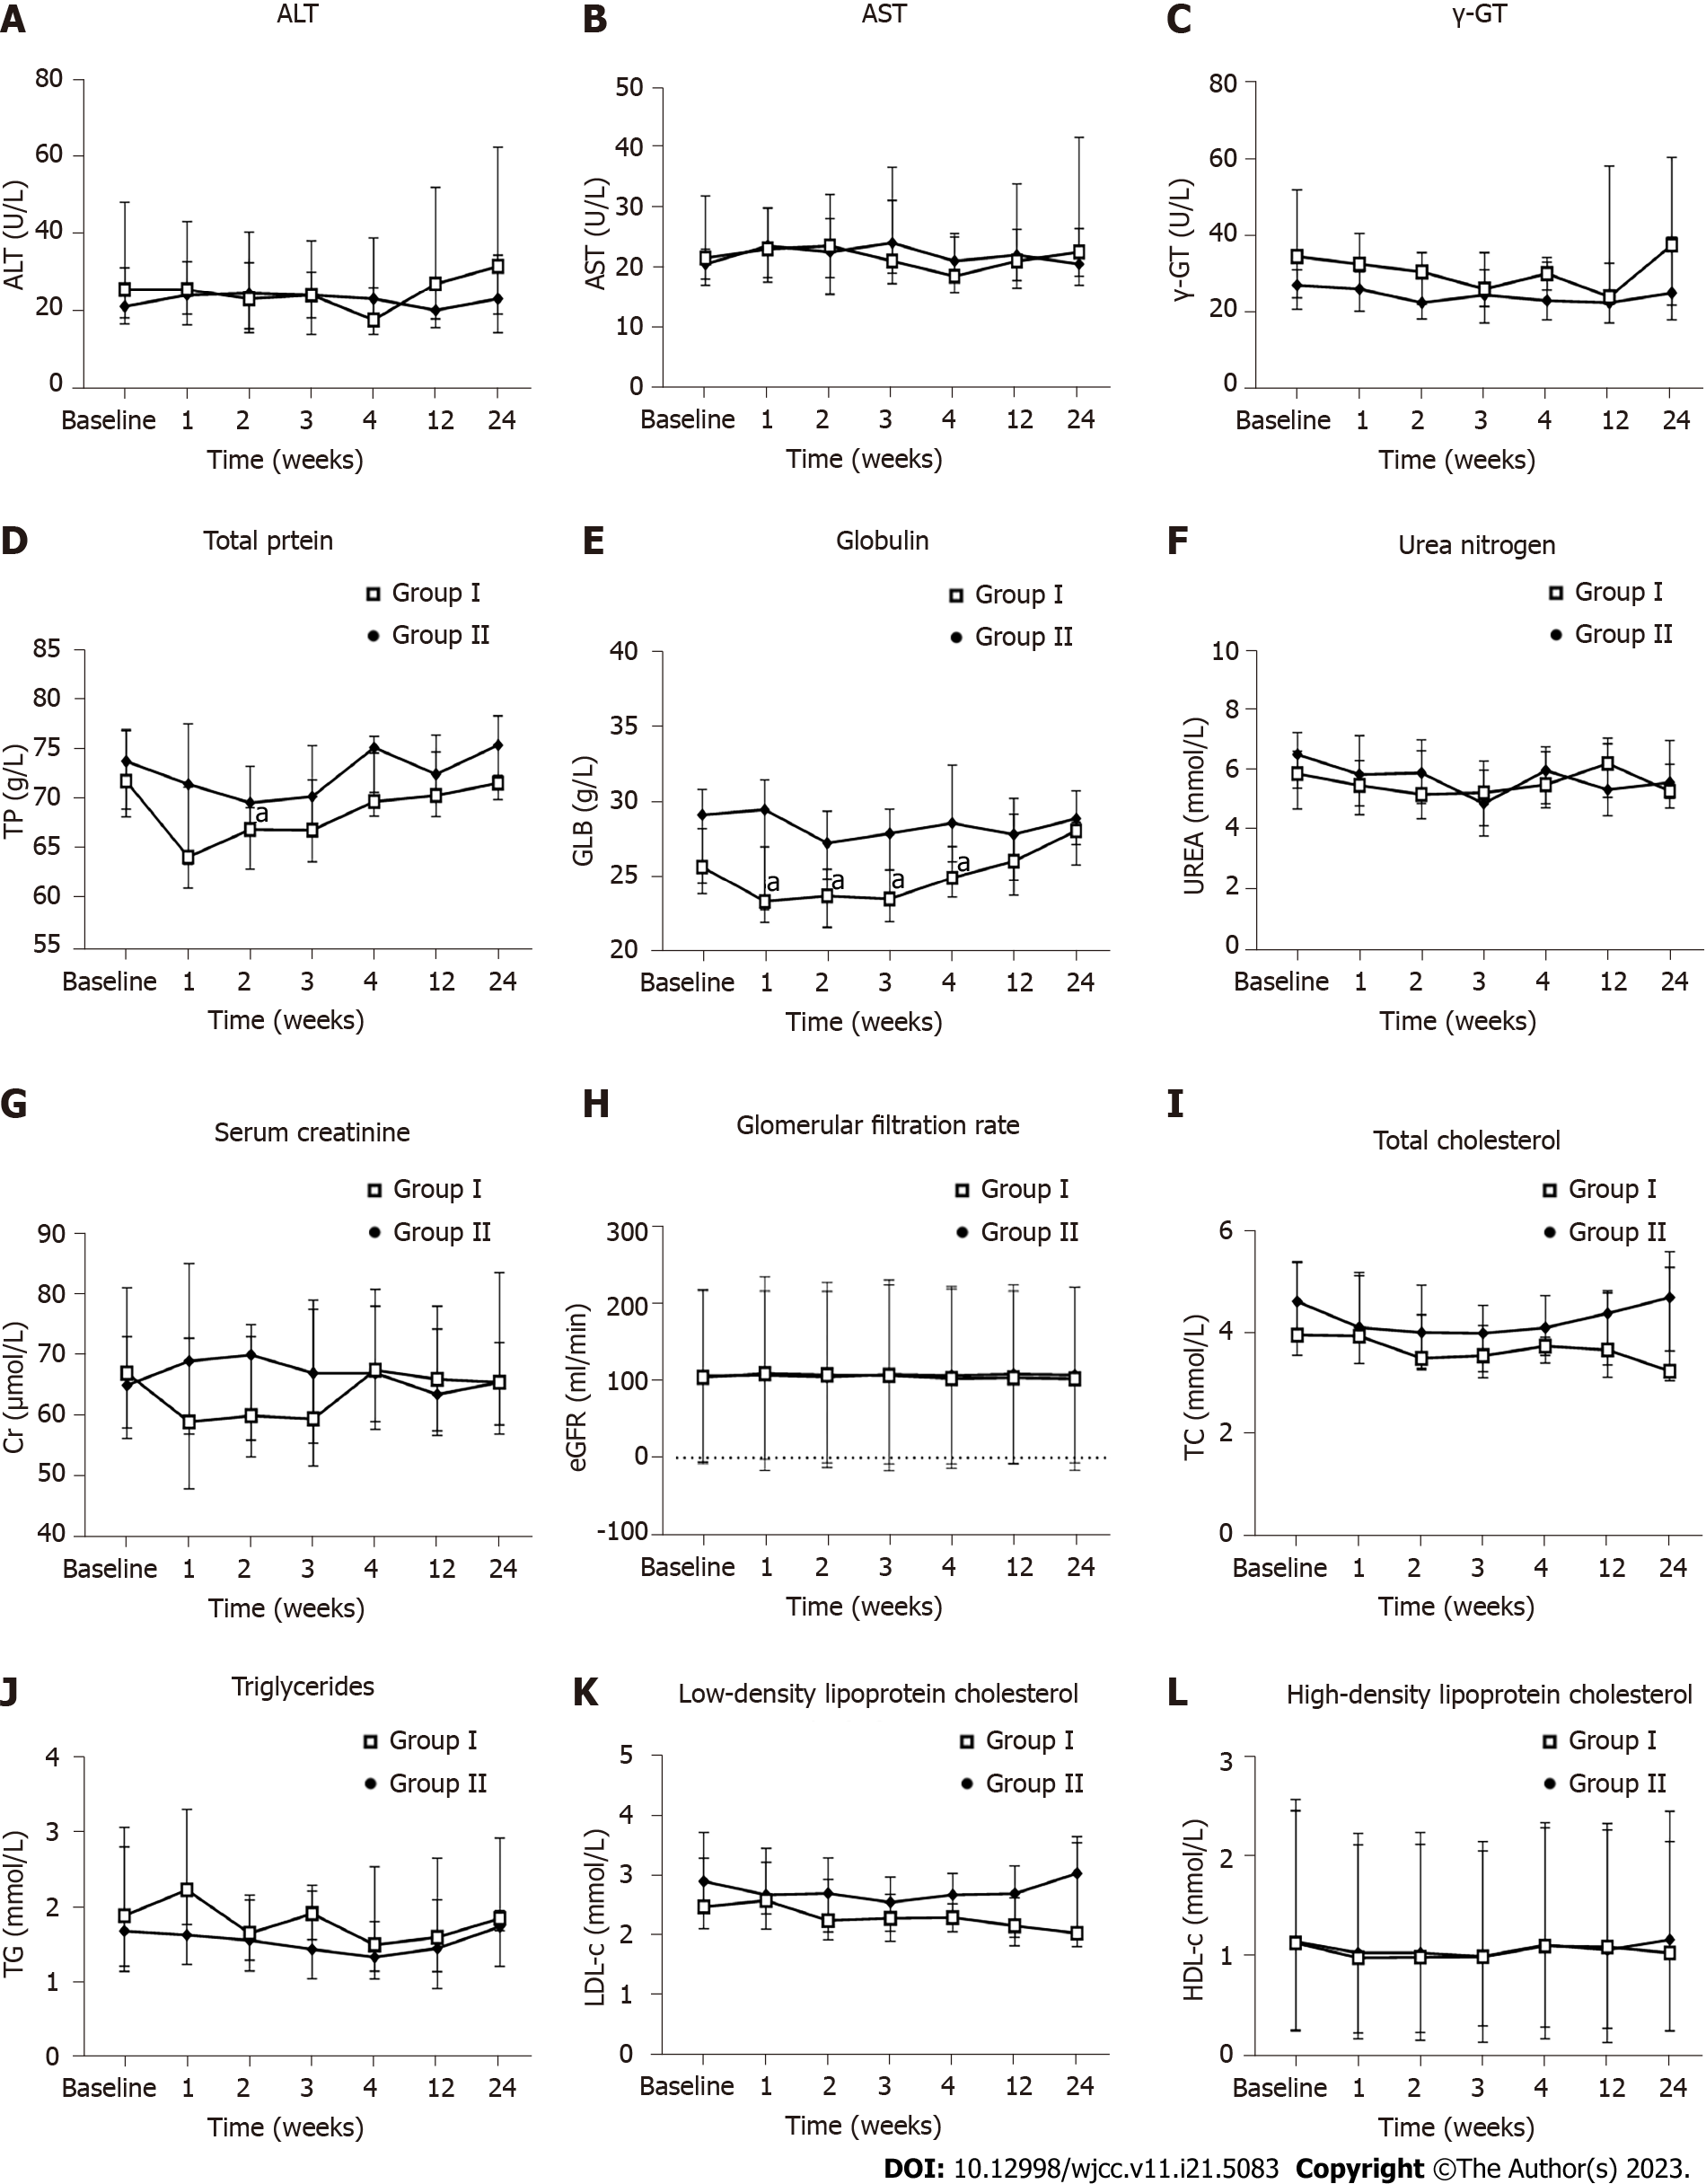 A ALT
80
60
40
20
0
ALT (U/L)
Baseline 1 2 3 4 12 24
Time (weeks)
B AST
50
40
30
20
10
0
AST (U/L)
Baseline 1 2 3 4 12 24
Time (weeks)
C γ-GT
80
60
40
20
0
γ-GT (U/L)
Baseline 1 2 3 4 12 24
Time (weeks)
D Total prtein
Group I
Group II
85
80
75
70
65
60
55
TP (g/L)
a
Baseline 1 2 3 4 12 24
Time (weeks)
E Globulin
Group I
Group II
40
35
30
25
20
GLB (g/L)
a a a a
Baseline 1 2 3 4 12 24
Time (weeks)
F Urea nitrogen
Group I
Group II
10
8
6
4
2
0
UREA (mmol/L)
Baseline 1 2 3 4 12 24
Time (weeks)
G Serum creatinine
Group I
Group II
90
80
70
60
50
40
Cr (μmol/L)
Baseline 1 2 3 4 12 24
Time (weeks)
H Glomerular filtration rate
Group I
Group II
300
200
100
0
-100
eGFR (ml/min)
Baseline 1 2 3 4 12 24
Time (weeks)
I Total cholesterol
Group I
Group II
6
4
2
0
TC (mmol/L)
Baseline 1 2 3 4 12 24
Time (weeks)
J Triglycerides
Group I
Group II
4
3
2
1
0
TG (mmol/L)
Baseline 1 2 3 4 12 24
Time (weeks)
K Low-density lipoprotein cholesterol
Group I
Group II
5
4
3
2
1
0
LDL-c (mmol/L)
Baseline 1 2 3 4 12 24
Time (weeks)
L High-density lipoprotein cholesterol
Group I
Group II
3
2
1
0
HDL-c (mmol/L)
Baseline 1 2 3 4 12 24
Time (weeks)
DOI: 10.12998/wjcc.v11.i21.5083 Copyright ©The Author(s) 2023.